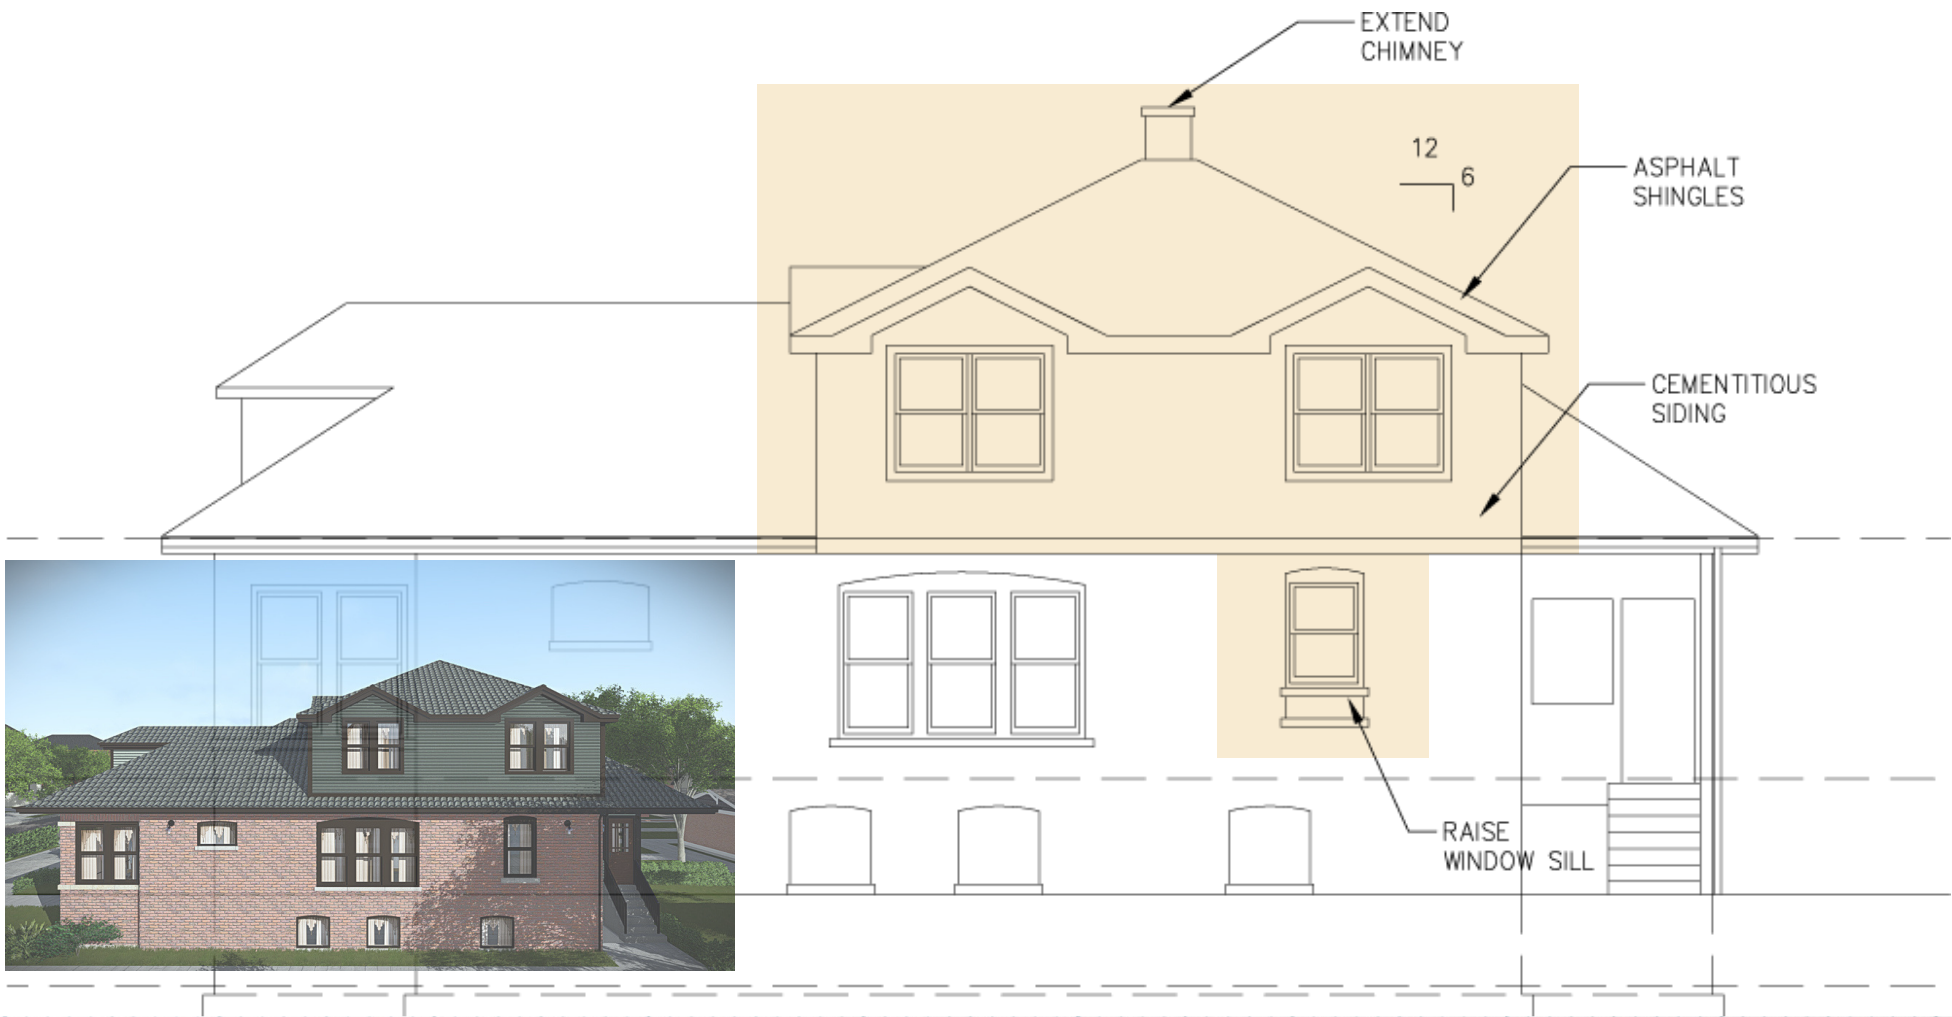 EXTEND
CHIMNEY
12
6
ASPHALT
SHINGLES
CEMENTITIOUS
SIDING
RAISE
WINDOW SILL